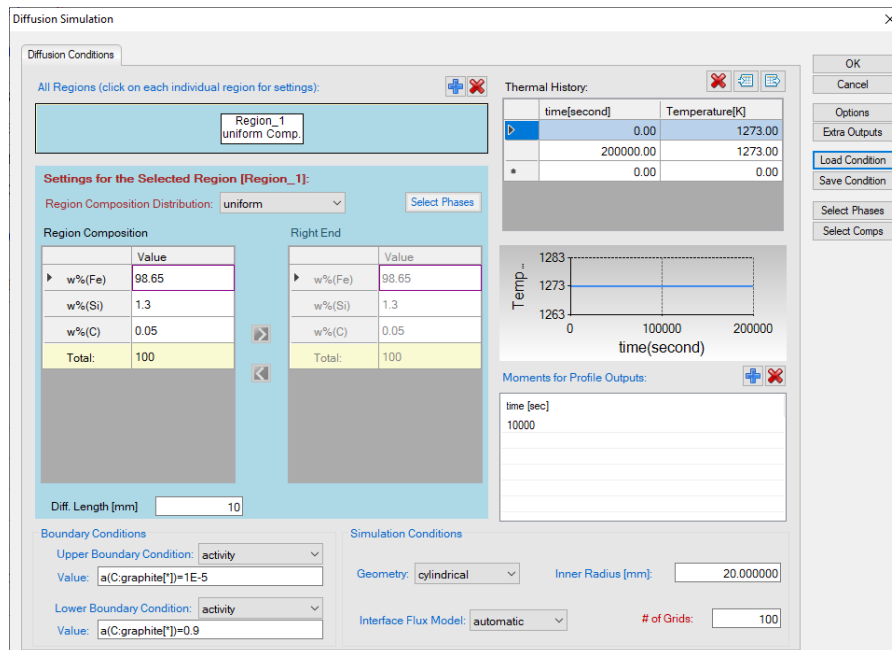 Diffusion Simulation
Diffusion Conditions
All Regions (click on each individual region for settings):
Region_1
uniform Comp.
Settings for the Selected Region [Region_1]:
Region Composition Distribution: uniform
Select Phases
Region Composition
Right End
Value
w%(Fe) 98.65
w%(Si) 1.3
w%(C) 0.05
Total: 100
Value
w%(Fe) 98.65
w%(Si) 1.3
w%(C) 0.05
Total: 100
Diff. Length [mm] 10
Boundary Conditions
Upper Boundary Condition: activity
Value: a(C:graphite[*])=1E-5
Lower Boundary Condition: activity
Value: a(C:graphite[*])=0.9
Thermal History:
time[second] Temperature[K]
0.00 1273.00
200000.00 1273.00
0.00 0.00
Temp...
1283
1273
1263
0 100000 200000
time(second)
Moments for Profile Outputs:
time [sec]
10000
Simulation Conditions
Geometry: cylindrical
Inner Radius [mm]: 20.000000
Interface Flux Model: automatic
# of Grids: 100
OK
Cancel
Options
Extra Outputs
Load Condition
Save Condition
Select Phases
Select Comps